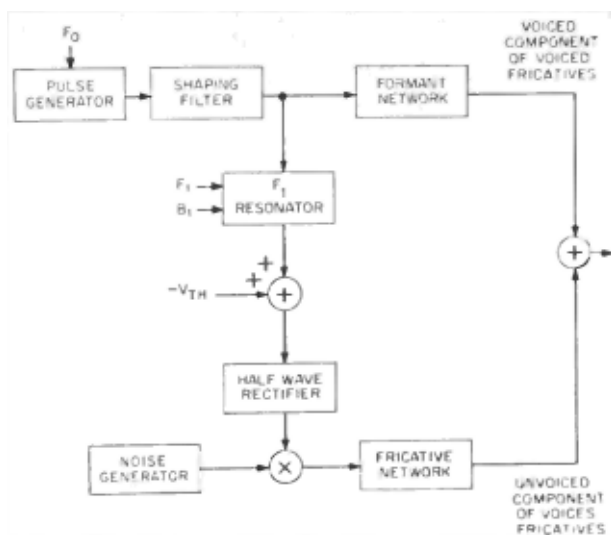 F₀
VOICED
COMPONENT
OF VOICED
FRICATIVES
PULSE
GENERATOR
SHAPING
FILTER
FORMANT
NETWORK
F₁
B₁
F₁
RESONATOR
+
+
-V_TH
+
+
HALF WAVE
RECTIFIER
NOISE
GENERATOR
×
FRICATIVE
NETWORK
UNVOICED
COMPONENT
OF VOICES
FRICATIVES